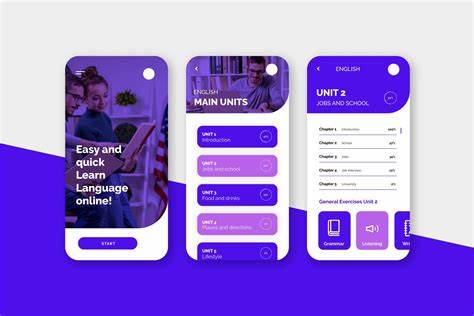 Easy and
quick
Learn
Language
online!
START
ENGLISH
MAIN UNITS
UNIT 1
Introduction
UNIT 2
Jobs and school
UNIT 3
Food and drinks
UNIT 4
Places and directions
UNIT 5
Lifestyle
ENGLISH
UNIT 2
JOBS AND SCHOOL
Chapter 1 Introduction
Chapter 2 School
Chapter 3 Jobs
Chapter 4 Job interview
Chapter 5 University
General Exercises Unit 2
Grammar
Listening
Writ